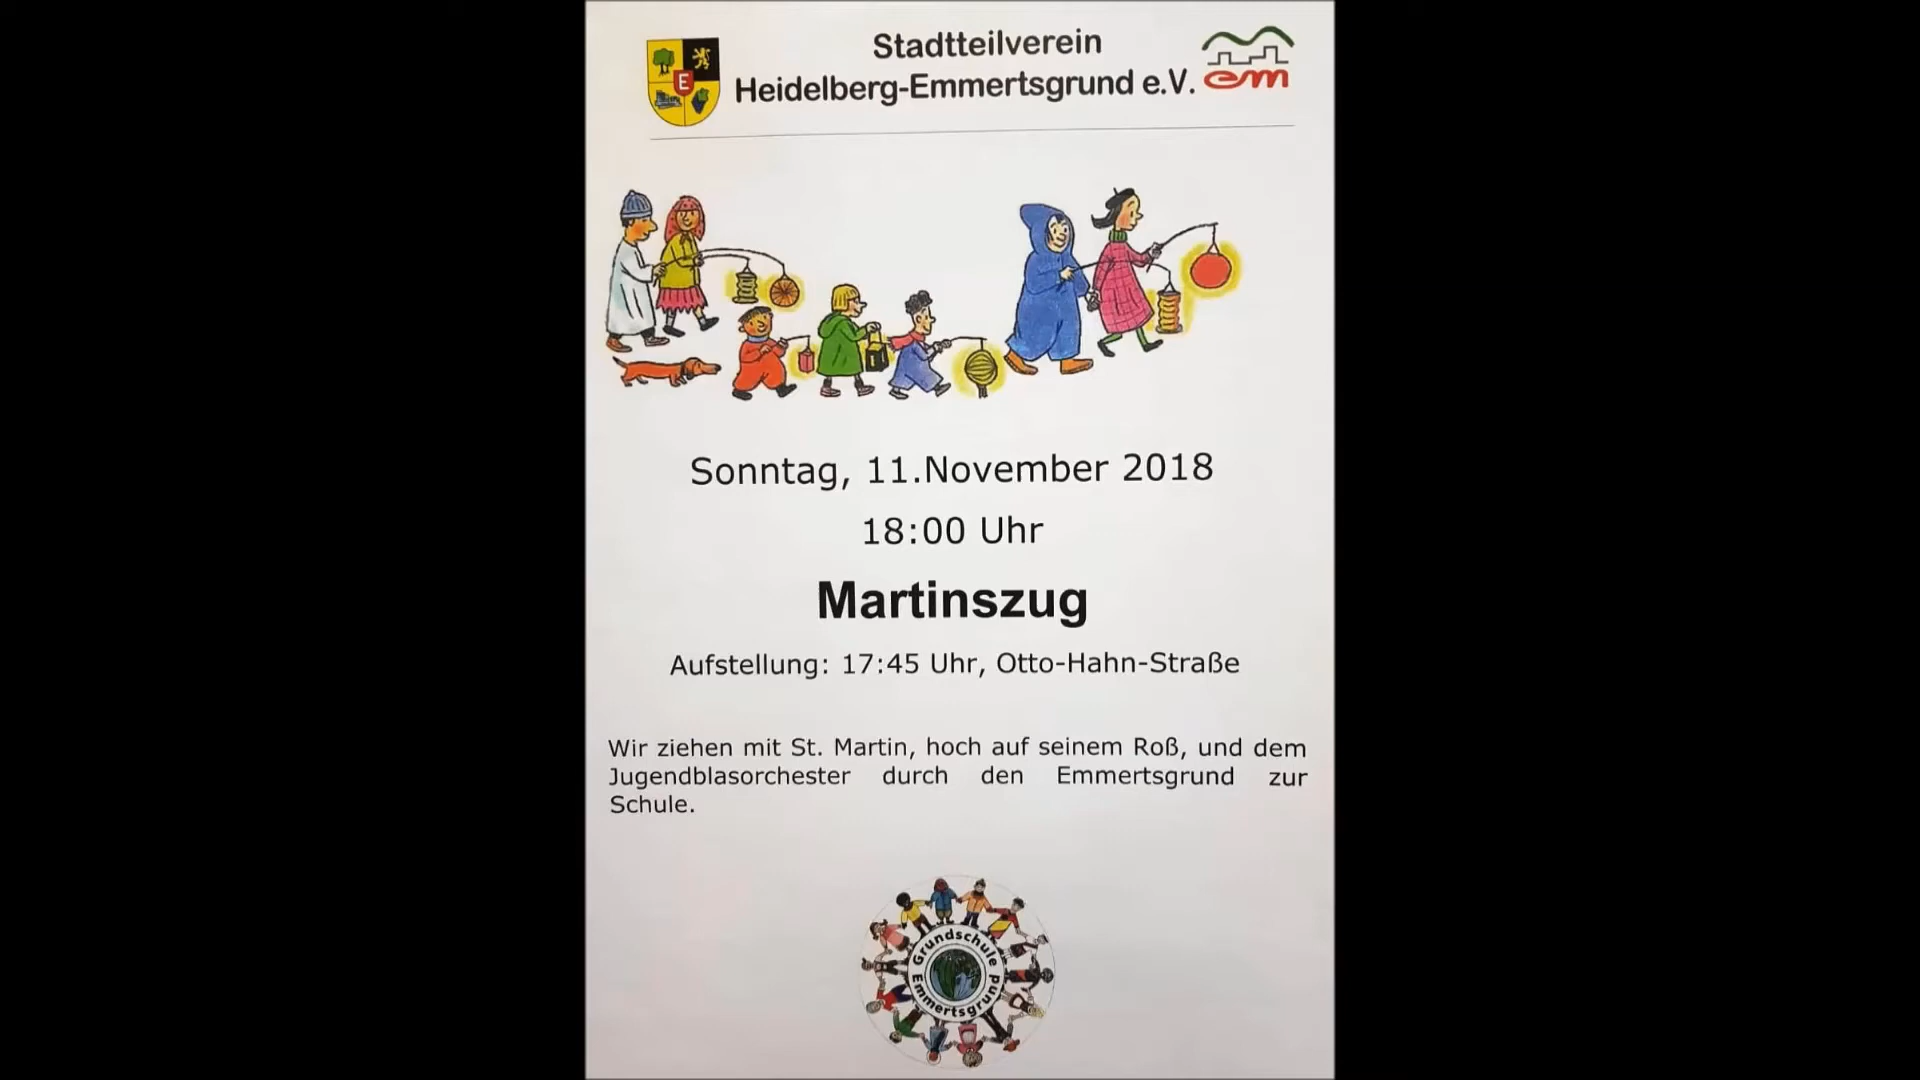 Stadtteilverein
Heidelberg-Emmertsgrund e.V.
em
E
Sonntag, 11.November 2018
18:00 Uhr
Martinszug
Aufstellung: 17:45 Uhr, Otto-Hahn-Straße
Wir ziehen mit St. Martin, hoch auf seinem Roß, und dem
Jugendblasorchester durch den Emmertsgrund zur
Schule.
Grundschule
Emmertsgrund